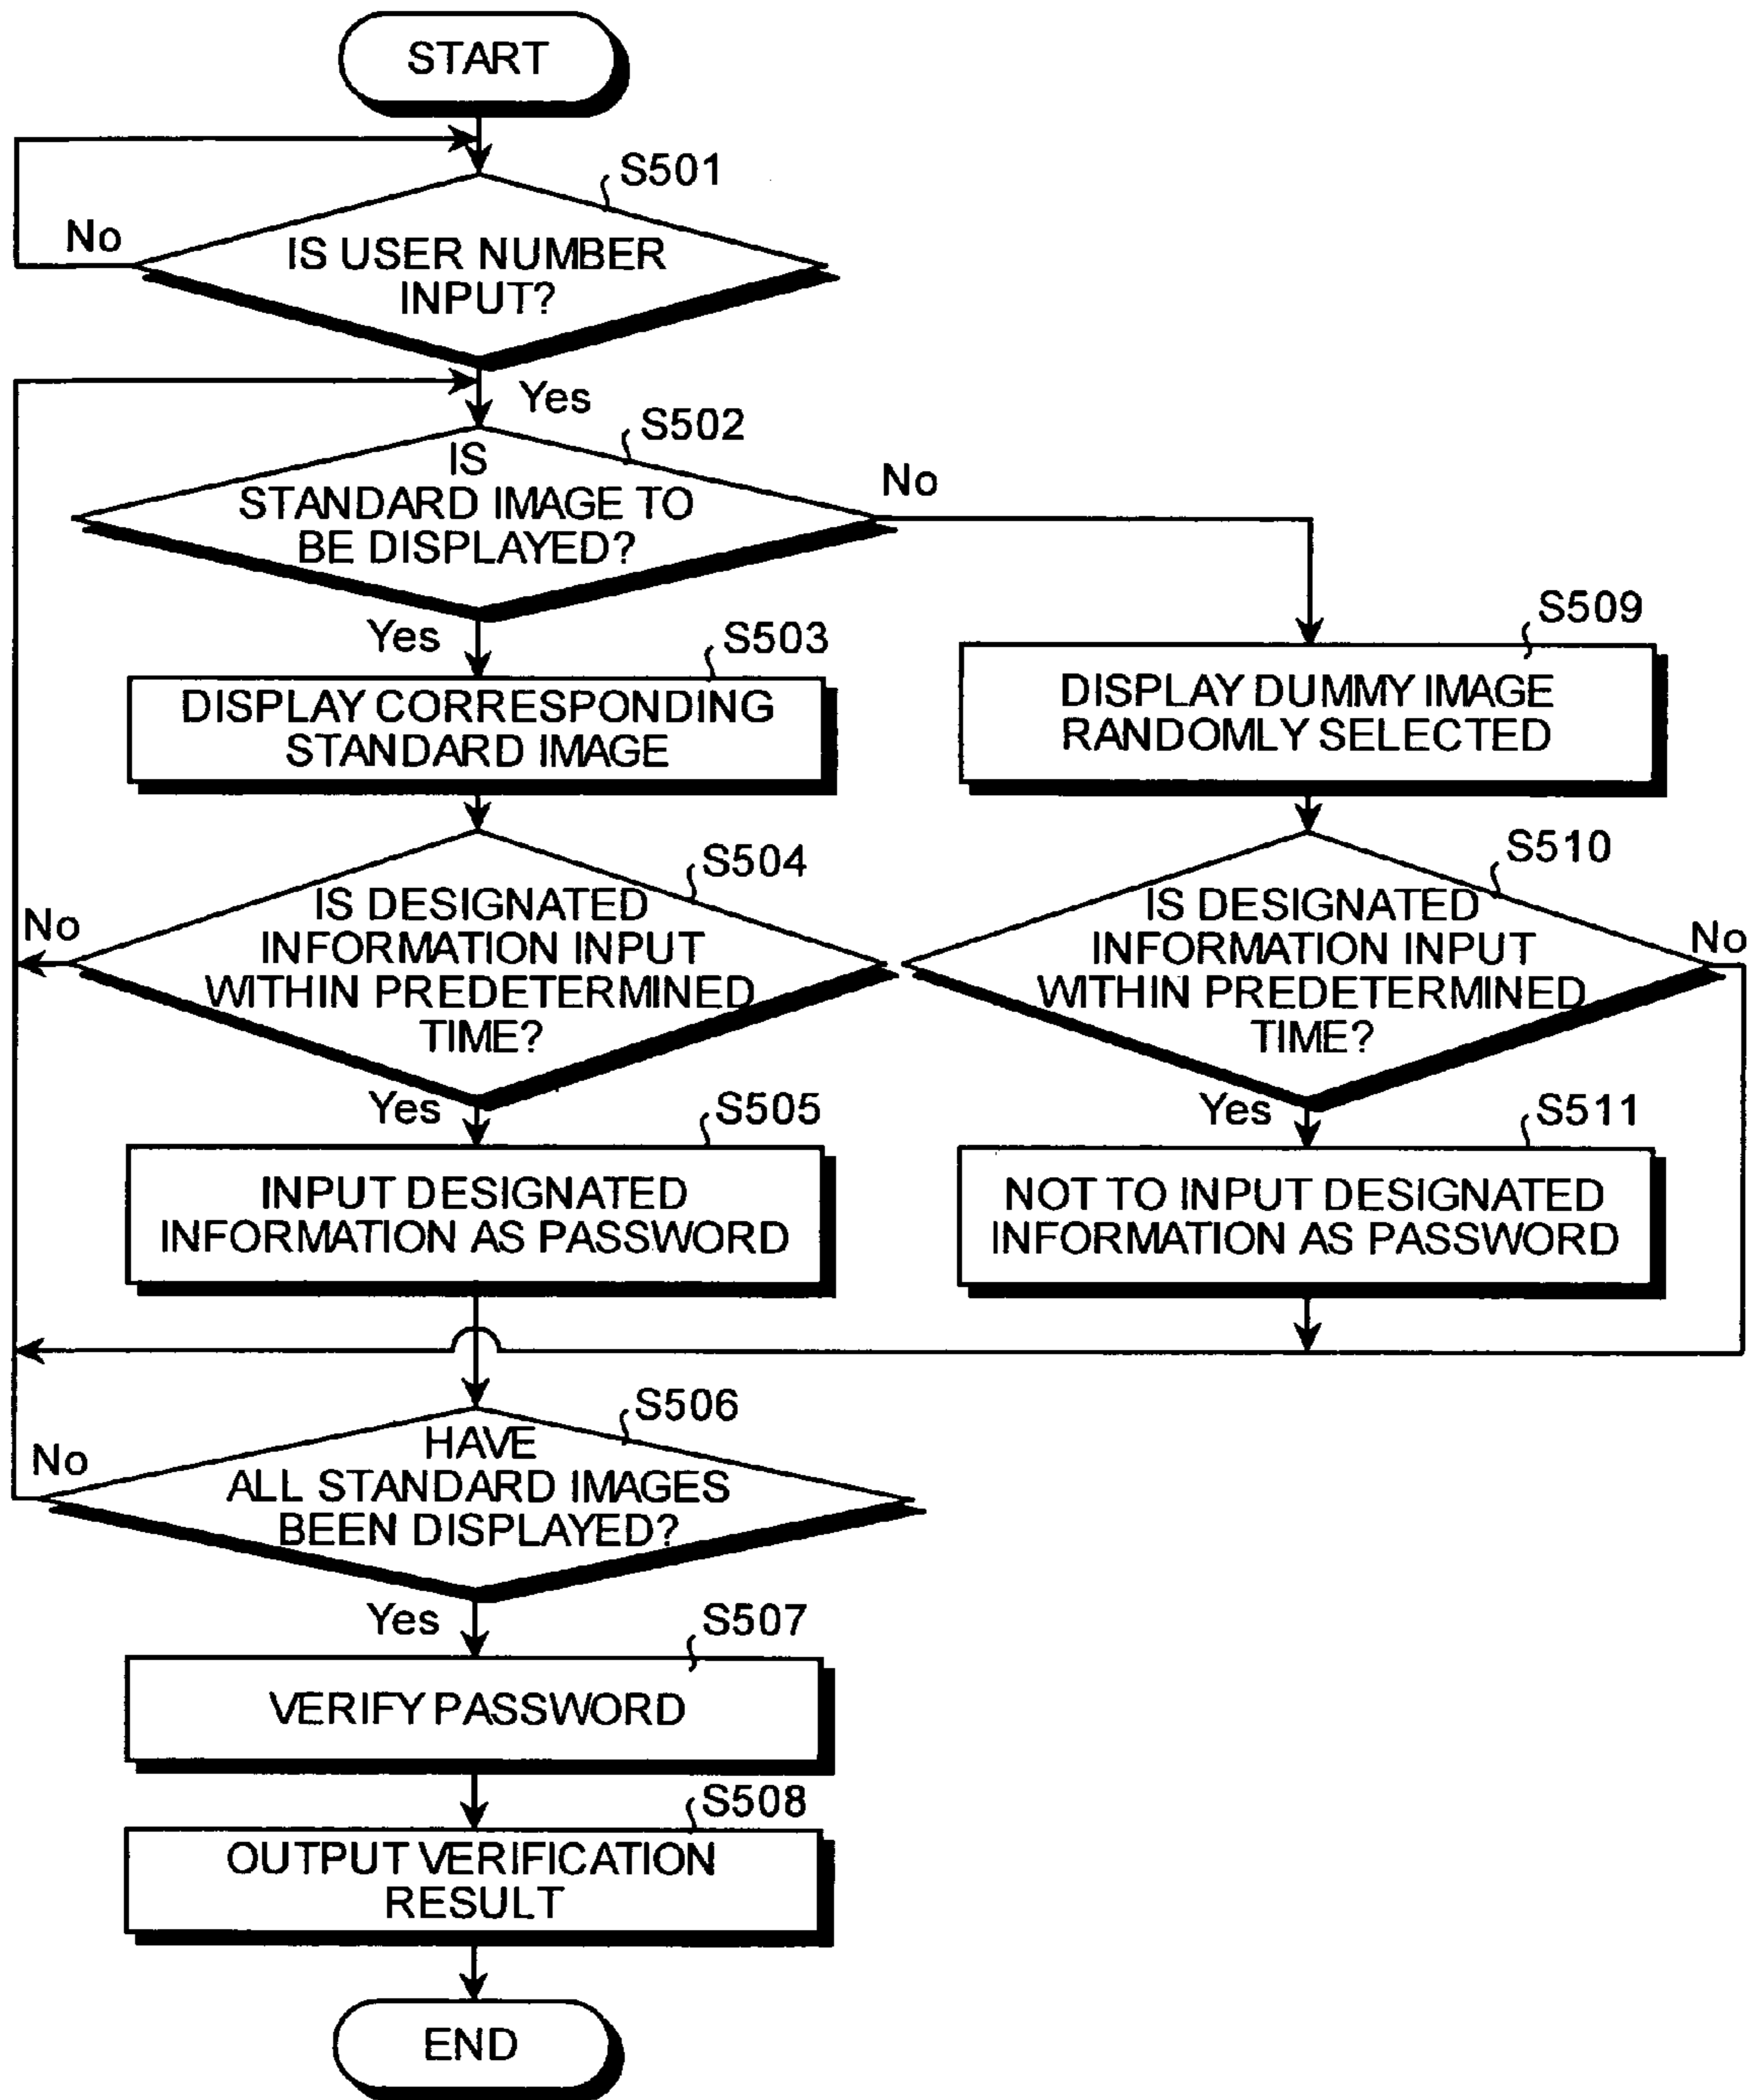 START
S501
No
IS USER NUMBER
INPUT?
Yes
S502
IS
STANDARD IMAGE TO
BE DISPLAYED?
No
Yes
S503
DISPLAY CORRESPONDING
STANDARD IMAGE
S509
DISPLAY DUMMY IMAGE
RANDOMLY SELECTED
S504
No
IS DESIGNATED
INFORMATION INPUT
WITHIN PREDETERMINED
TIME?
S510
IS DESIGNATED
INFORMATION INPUT
WITHIN PREDETERMINED
TIME?
No
Yes
S505
INPUT DESIGNATED
INFORMATION AS PASSWORD
Yes
S511
NOT TO INPUT DESIGNATED
INFORMATION AS PASSWORD
S506
No
HAVE
ALL STANDARD IMAGES
BEEN DISPLAYED?
Yes
S507
VERIFY PASSWORD
S508
OUTPUT VERIFICATION
RESULT
END